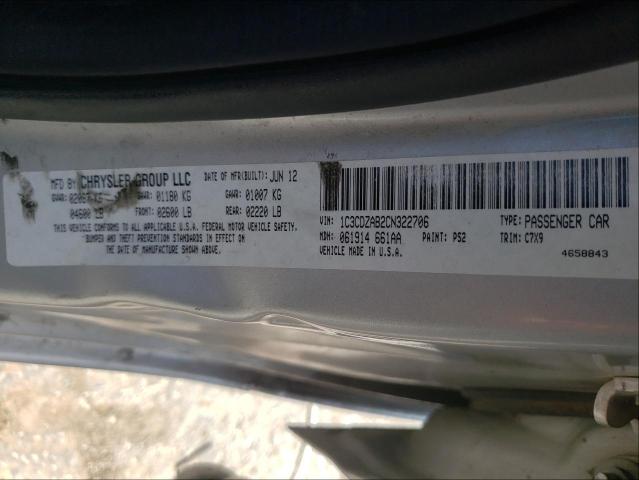 MFD BY CHRYSLER GROUP LLC DATE OF MFR(BUILT): JUN 12
GVWR: KG GAWR: 01180 KG GAWR: 01007 KG
04600 LB FRONT: 02600 LB REAR: 02220 LB
THIS VEHICLE CONFORMS TO ALL APPLICABLE U.S.A. FEDERAL MOTOR VEHICLE SAFETY,
BUMPER AND THEFT PREVENTION STANDARDS IN EFFECT ON
THE DATE OF MANUFACTURE SHOWN ABOVE.
VIN: 1C3CDZAB2CN322706 TYPE: PASSENGER CAR
MDH: 061914 661AA PAINT: PS2 TRIM: C7X9
VEHICLE MADE IN U.S.A. 4658843